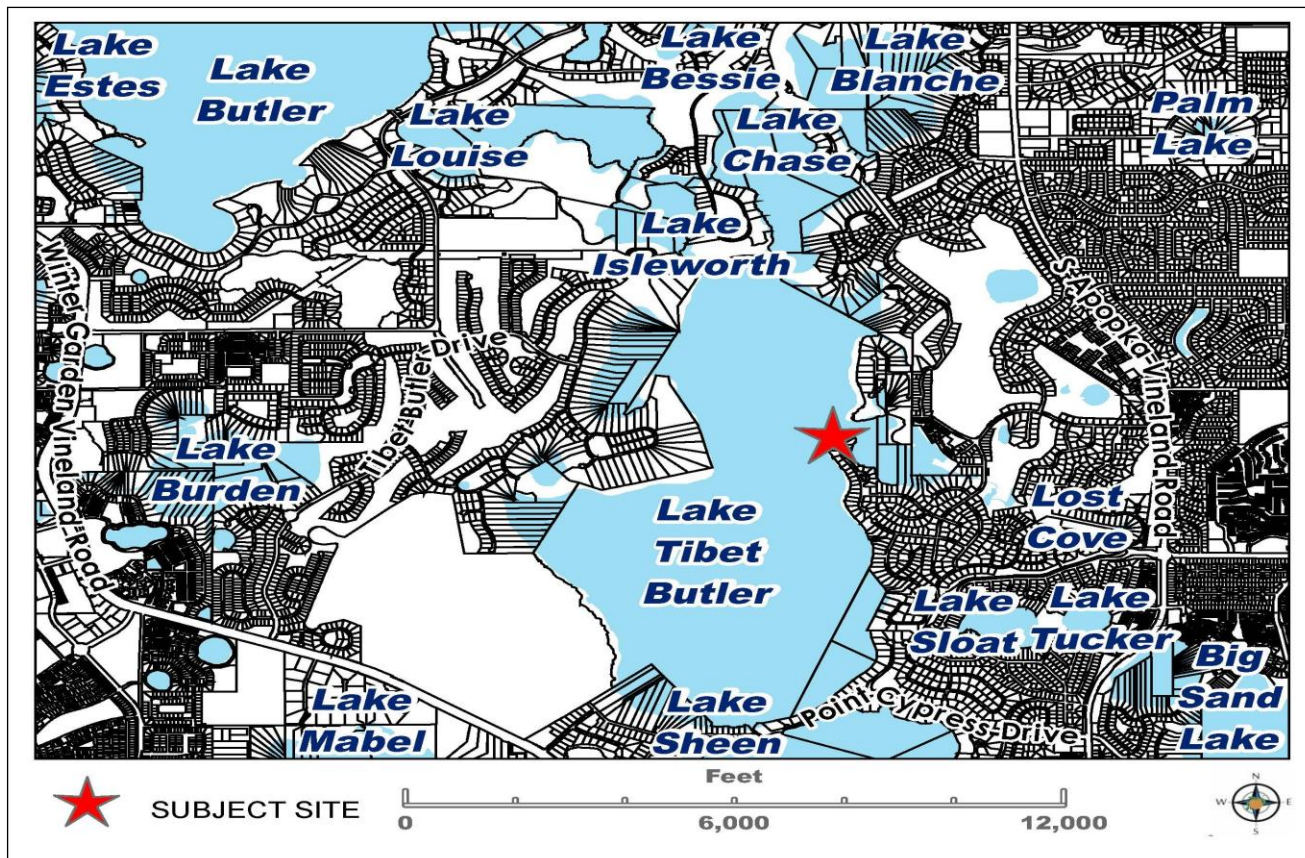 Lake
Estes
Lake
Butler
Lake
Bessie
Lake
Blanche
Lake
Louise
Lake
Chase
Palm
Lake
Lake
Isleworth
S Apopka-Vineland Road
Winter Garden Vineland Road
Tibet Butler Drive
Lake
Burden
Lake
Tibet
Butler
Lost
Cove
Lake
Sloat
Lake
Tucker
Big
Sand
Lake
Lake
Mabel
Lake
Sheen
Point Cypress Drive
SUBJECT SITE
Feet
0
6,000
12,000
N
W
E
S